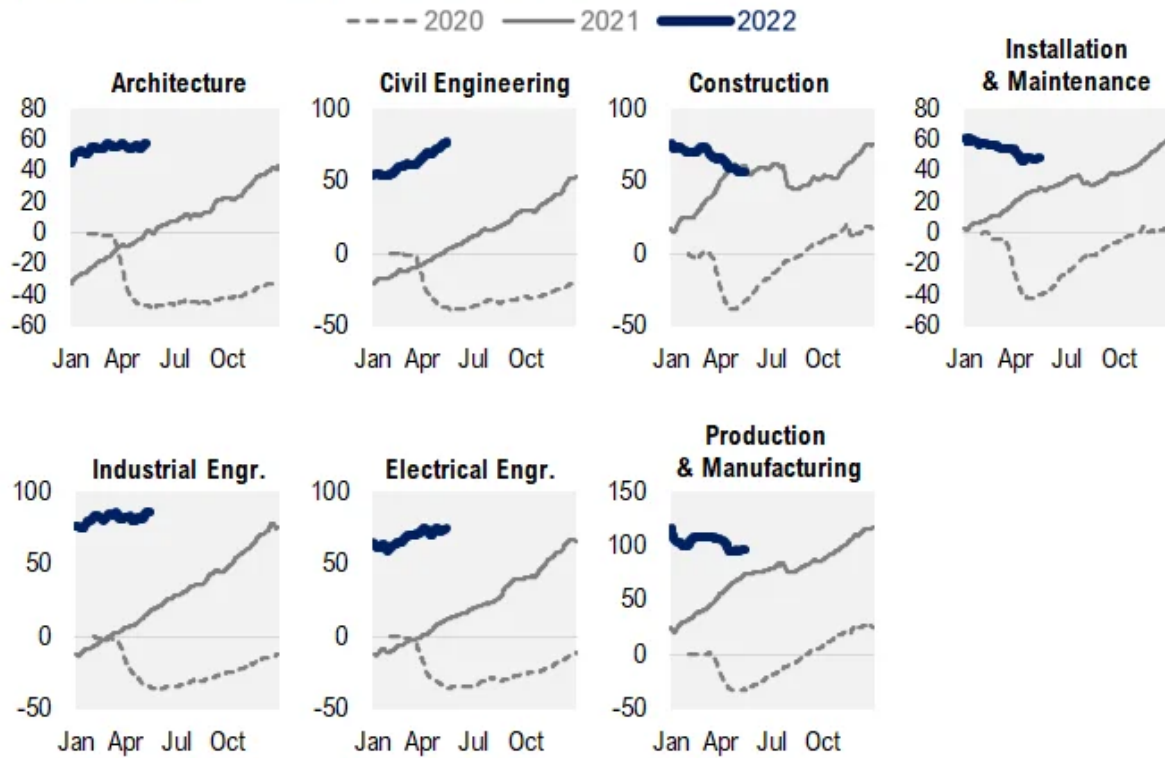 2020 2021 2022
Architecture
80
60
40
20
0
-20
-40
-60
Jan Apr Jul Oct
Civil Engineering
100
50
0
-50
Jan Apr Jul Oct
Construction
100
50
0
-50
Jan Apr Jul Oct
Installation
& Maintenance
80
60
40
20
0
-20
-40
-60
Jan Apr Jul Oct
Industrial Engr.
100
50
0
-50
Jan Apr Jul Oct
Electrical Engr.
100
50
0
-50
Jan Apr Jul Oct
Production
& Manufacturing
150
100
50
0
-50
Jan Apr Jul Oct